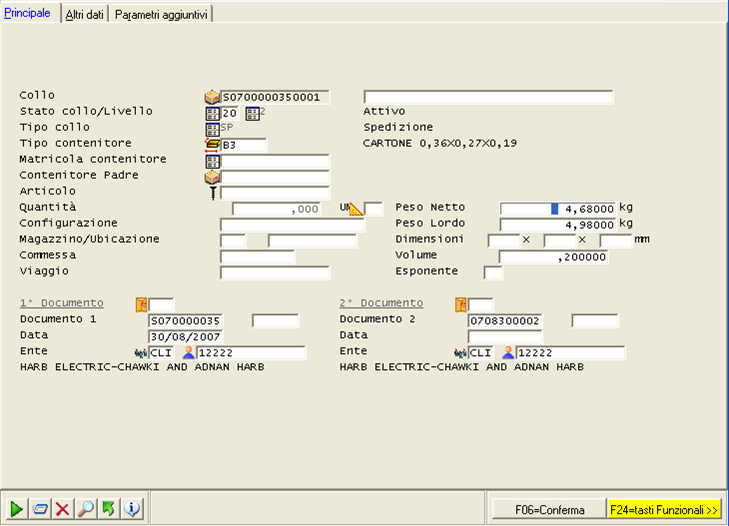 Principale Altri dati Parametri aggiuntivi
Collo S0700000350001
Stato collo/Livello 20 2 Attivo
Tipo collo SP Spedizione
Tipo contenitore B3 CARTONE 0,36X0,27X0,19
Matricola contenitore
Contenitore Padre
Articolo
Quantità ,000 UM Peso Netto 4,68000 kg
Configurazione Peso Lordo 4,98000 kg
Magazzino/Ubicazione Dimensioni × × mm
Commessa Volume ,200000
Viaggio Esponente
1° Documento 2° Documento
Documento 1 S070000035 Documento 2 0708300002
Data 30/08/2007 Data
Ente CLI 12222 Ente CLI 12222
HARB ELECTRIC-CHAWKI AND ADNAN HARB HARB ELECTRIC-CHAWKI AND ADNAN HARB
F06=Conferma F24=tasti Funzionali >>